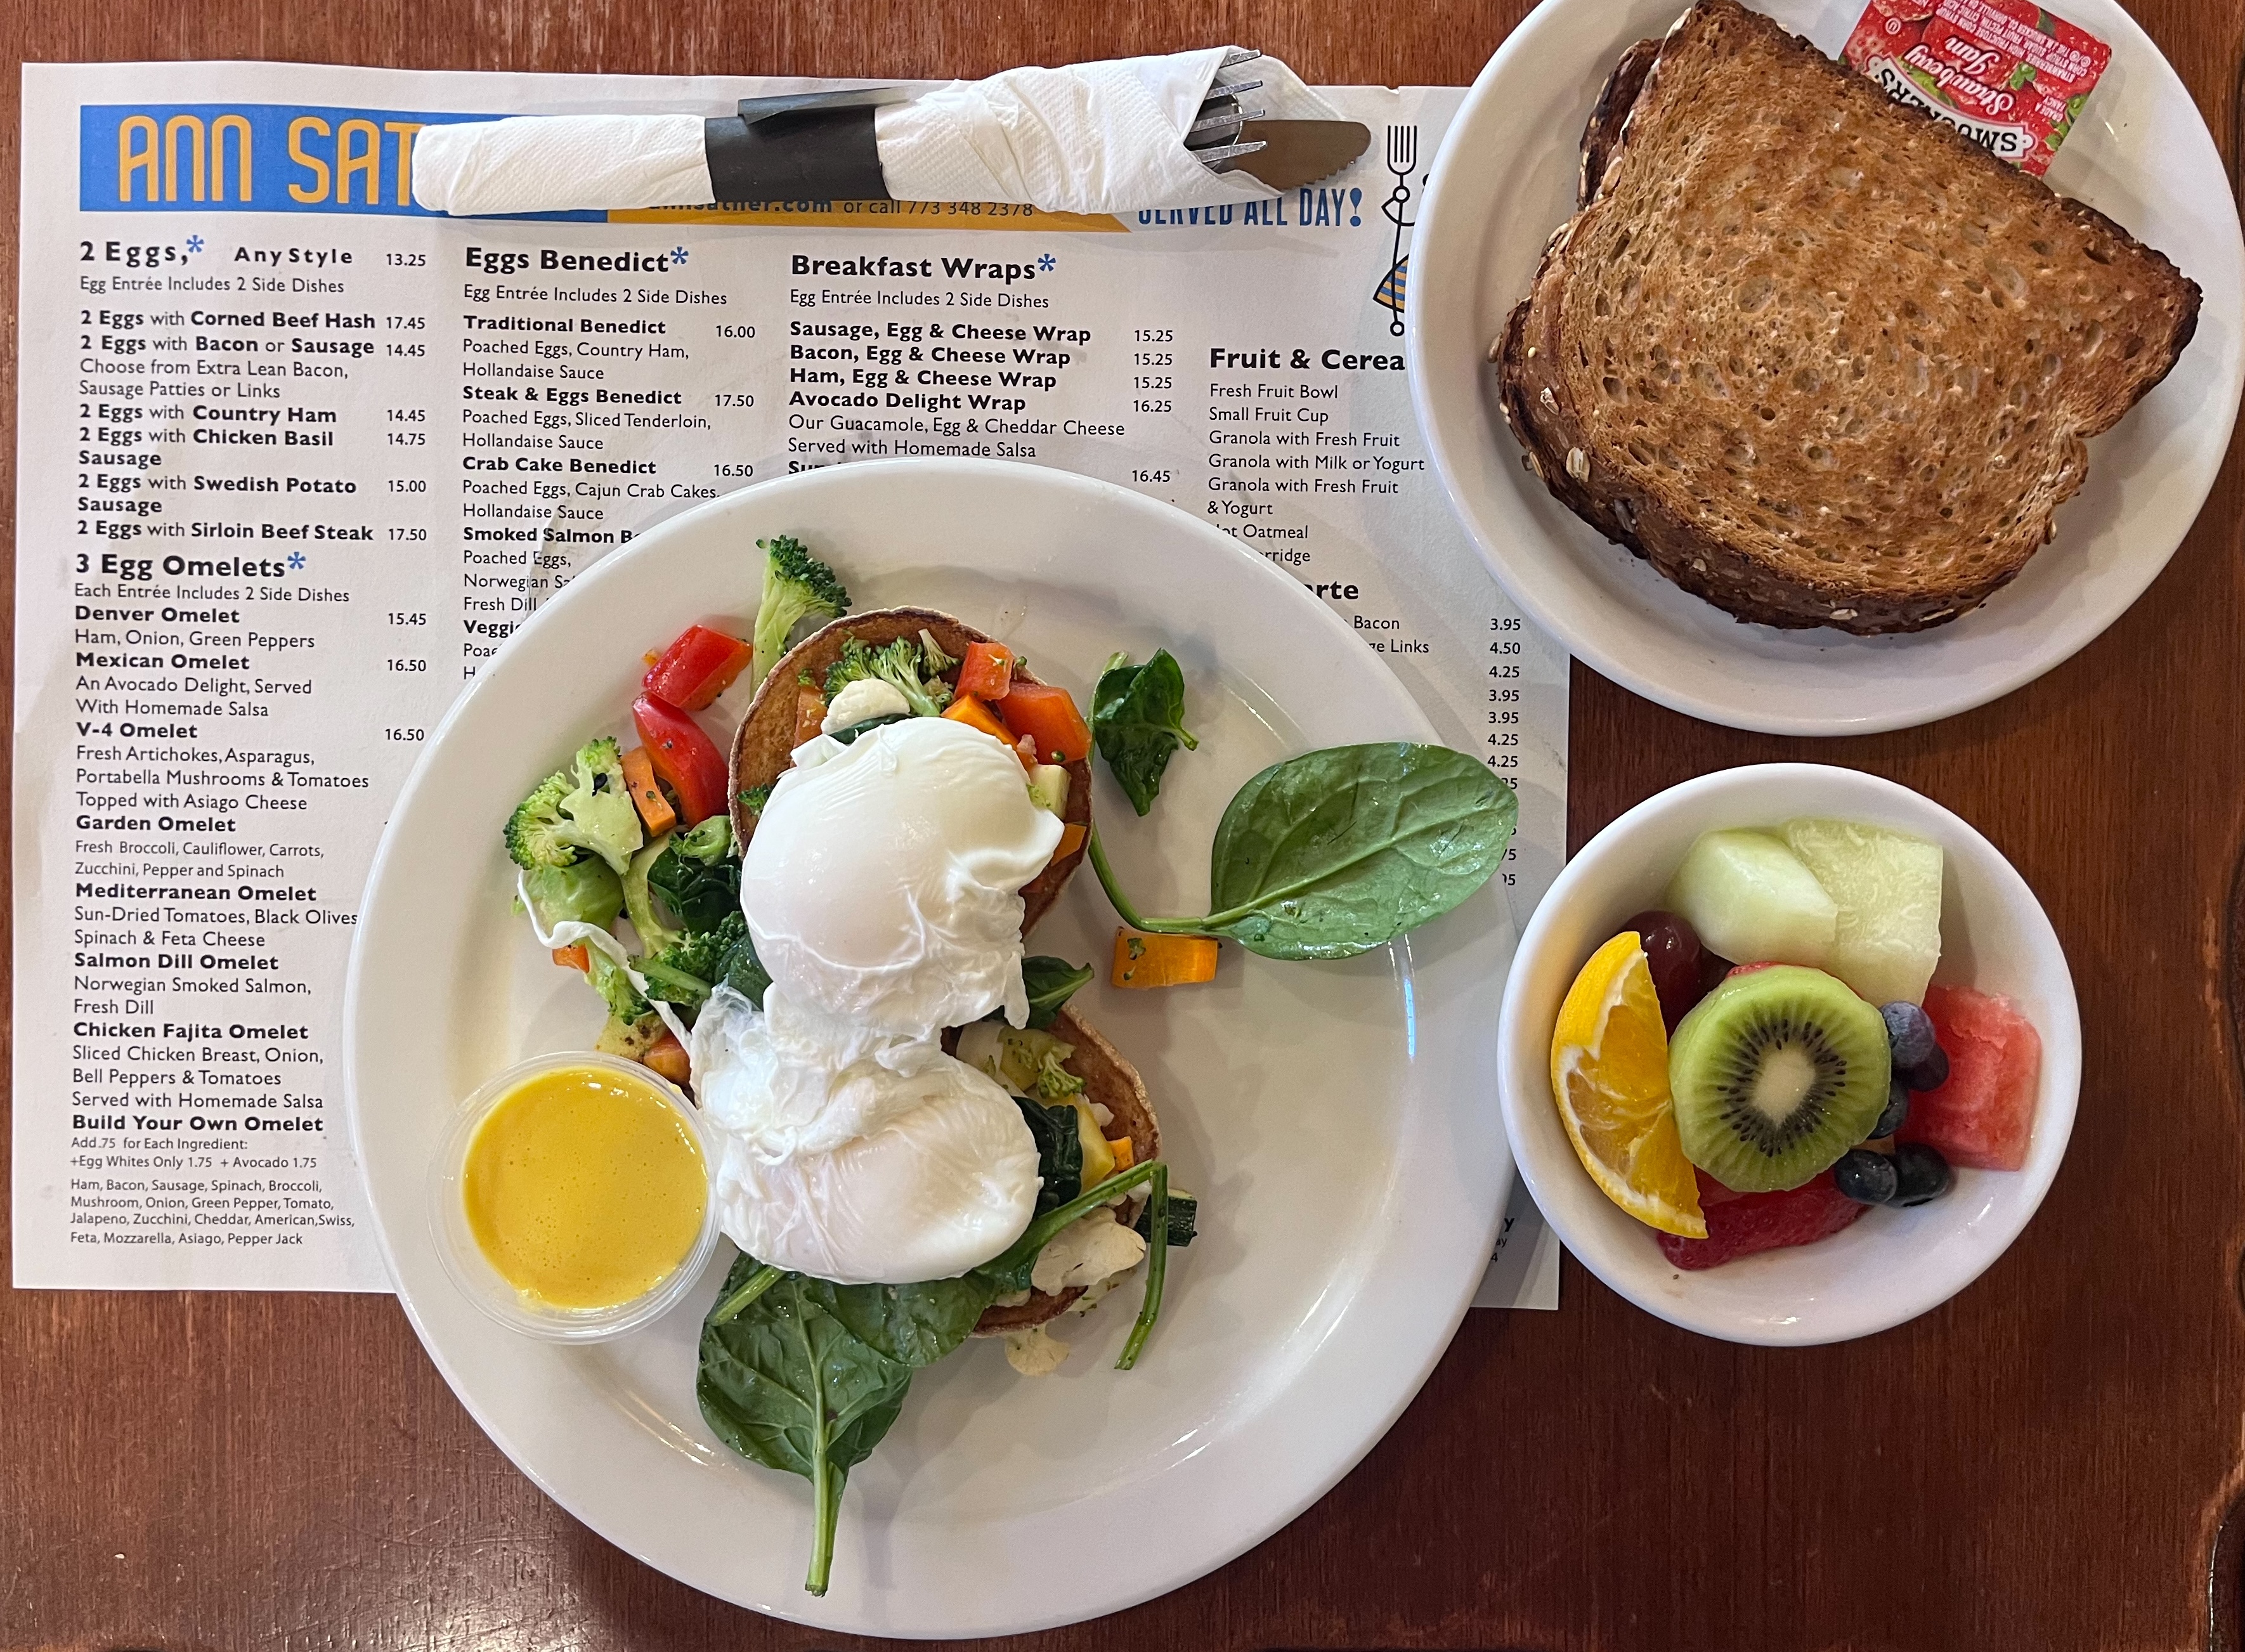 ANN SAT
.com or call 773 348 2378
SERVED ALL DAY!
2 Eggs,* Any Style 13.25
Egg Entrée Includes 2 Side Dishes
2 Eggs with Corned Beef Hash 17.45
2 Eggs with Bacon or Sausage 14.45
Choose from Extra Lean Bacon,
Sausage Patties or Links
2 Eggs with Country Ham 14.45
2 Eggs with Chicken Basil 14.75
Sausage
2 Eggs with Swedish Potato 15.00
Sausage
2 Eggs with Sirloin Beef Steak 17.50
3 Egg Omelets*
Each Entrée Includes 2 Side Dishes
Denver Omelet 15.45
Ham, Onion, Green Peppers
Mexican Omelet 16.50
An Avocado Delight, Served
With Homemade Salsa
V-4 Omelet 16.50
Fresh Artichokes, Asparagus,
Portabella Mushrooms & Tomatoes
Topped with Asiago Cheese
Garden Omelet
Fresh Broccoli, Cauliflower, Carrots,
Zucchini, Pepper and Spinach
Mediterranean Omelet
Sun-Dried Tomatoes, Black Olives
Spinach & Feta Cheese
Salmon Dill Omelet
Norwegian Smoked Salmon,
Fresh Dill
Chicken Fajita Omelet
Sliced Chicken Breast, Onion,
Bell Peppers & Tomatoes
Served with Homemade Salsa
Build Your Own Omelet
Add .75 for Each Ingredient:
+Egg Whites Only 1.75 + Avocado 1.75
Ham, Bacon, Sausage, Spinach, Broccoli,
Mushroom, Onion, Green Pepper, Tomato,
Jalapeno, Zucchini, Cheddar, American, Swiss,
Feta, Mozzarella, Asiago, Pepper Jack
Eggs Benedict*
Egg Entrée Includes 2 Side Dishes
Traditional Benedict 16.00
Poached Eggs, Country Ham,
Hollandaise Sauce
Steak & Eggs Benedict 17.50
Poached Eggs, Sliced Tenderloin,
Hollandaise Sauce
Crab Cake Benedict 16.50
Poached Eggs, Cajun Crab Cakes,
Hollandaise Sauce
Smoked Salmon B
Poached Eggs,
Norwegian
Fresh Dill
Veggi
Breakfast Wraps*
Egg Entrée Includes 2 Side Dishes
Sausage, Egg & Cheese Wrap 15.25
Bacon, Egg & Cheese Wrap 15.25
Ham, Egg & Cheese Wrap 15.25
Avocado Delight Wrap 16.25
Our Guacamole, Egg & Cheddar Cheese
Served with Homemade Salsa
16.45
Fruit & Cerea
Fresh Fruit Bowl
Small Fruit Cup
Granola with Fresh Fruit
Granola with Milk or Yogurt
Granola with Fresh Fruit
& Yogurt
Oatmeal
rridge
rte
Bacon 3.95
Links 4.50
4.25
3.95
3.95
4.25
4.25
SMUCKER'S
Strawberry
Jam